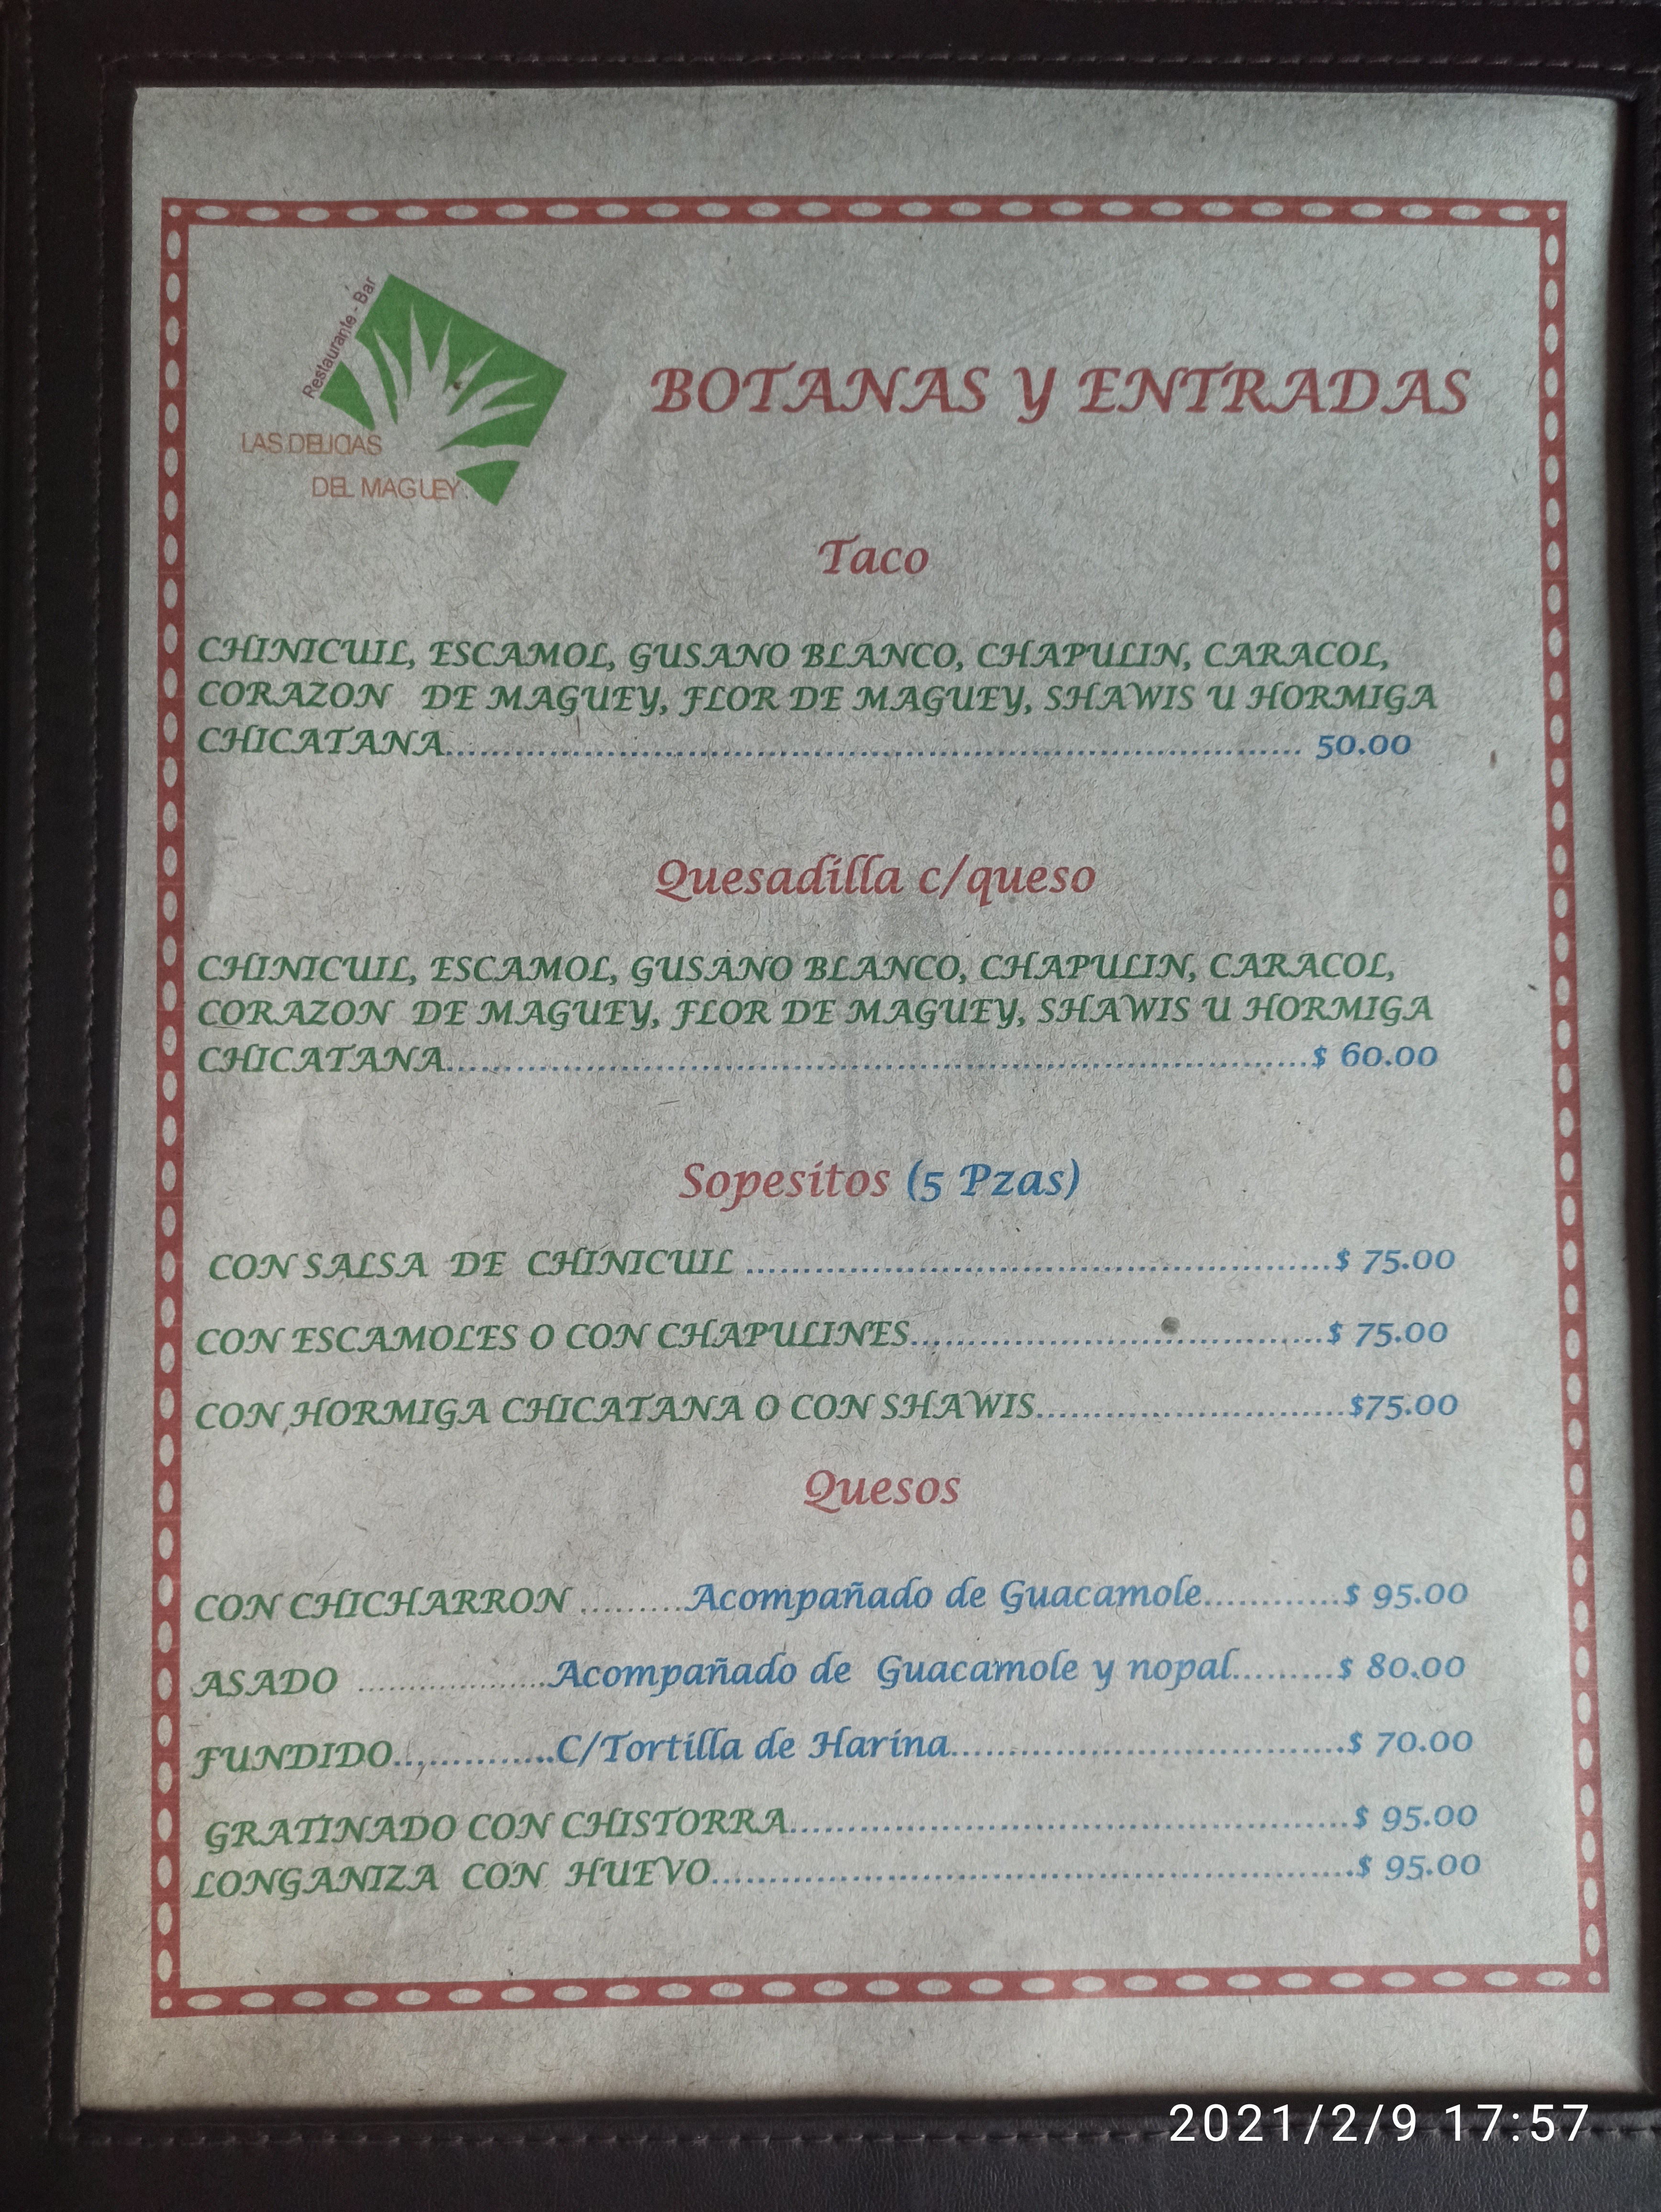 Restaurante - Bar
LAS DELICIAS
DEL MAGUEY
BOTANAS Y ENTRADAS
Taco
CHINICUIL, ESCAMOL, GUSANO BLANCO, CHAPULIN, CARACOL,
CORAZON DE MAGUEY, FLOR DE MAGUEY, SHAWIS U HORMIGA
CHICATANA........................................................................ 50.00
Quesadilla c/queso
CHINICUIL, ESCAMOL, GUSANO BLANCO, CHAPULIN, CARACOL,
CORAZON DE MAGUEY, FLOR DE MAGUEY, SHAWIS U HORMIGA
CHICATANA........................................................................$ 60.00
Sopesitos (5 Pzas)
CON SALSA DE CHINICUIL .................................................$ 75.00
CON ESCAMOLES O CON CHAPULINES...................................$ 75.00
CON HORMIGA CHICATANA O CON SHAWIS..........................$75.00
Quesos
CON CHICHARRON .........Acompañado de Guacamole............$ 95.00
ASADO ...................Acompañado de Guacamole y nopal.........$ 80.00
FUNDIDO..............C/Tortilla de Harina..................................$ 70.00
GRATINADO CON CHISTORRA...............................................$ 95.00
LONGANIZA CON HUEVO......................................................$ 95.00
2021/2/9 17:57